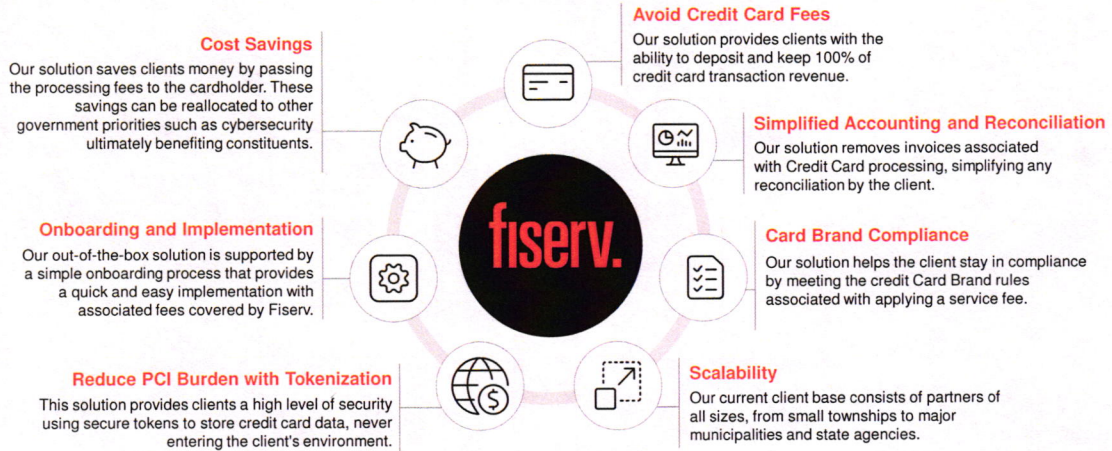 Avoid Credit Card Fees
Our solution provides clients with the
ability to deposit and keep 100% of
credit card transaction revenue.
Cost Savings
Our solution saves clients money by passing
the processing fees to the cardholder. These
savings can be reallocated to other
government priorities such as cybersecurity
ultimately benefiting constituents.
Simplified Accounting and Reconciliation
Our solution removes invoices associated
with Credit Card processing, simplifying any
reconciliation by the client.
fiserv.
Onboarding and Implementation
Our out-of-the-box solution is supported by
a simple onboarding process that provides
a quick and easy implementation with
associated fees covered by Fiserv.
Card Brand Compliance
Our solution helps the client stay in compliance
by meeting the credit Card Brand rules
associated with applying a service fee.
Reduce PCI Burden with Tokenization
This solution provides clients a high level of security
using secure tokens to store credit card data, never
entering the client's environment.
$
Scalability
Our current client base consists of partners of
all sizes, from small townships to major
municipalities and state agencies.